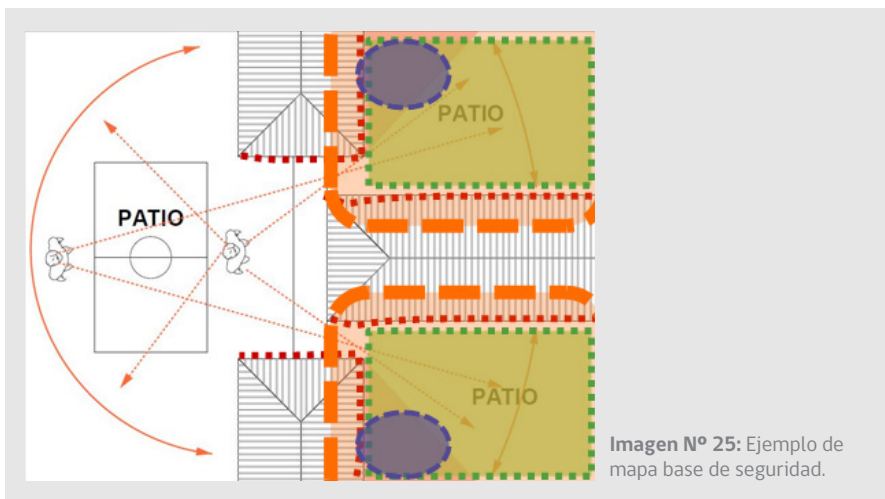 PATIO
PATIO
PATIO
Imagen Nº 25: Ejemplo de
mapa base de seguridad.